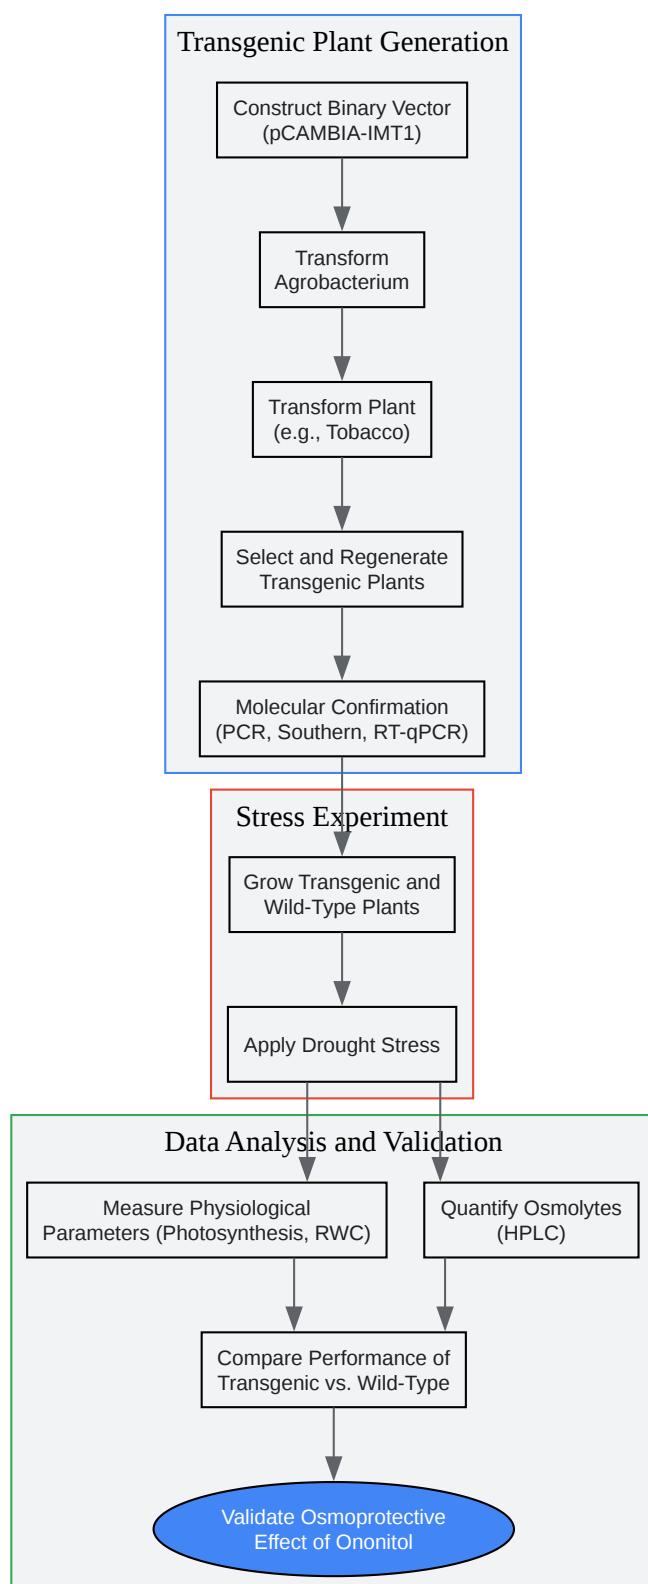 Transgenic Plant Generation
Construct Binary Vector
(pCAMBIA-IMT1)
Transform
Agrobacterium
Transform Plant
(e.g., Tobacco)
Select and Regenerate
Transgenic Plants
Molecular Confirmation
(PCR, Southern, RT-qPCR)
Stress Experiment
Grow Transgenic and
Wild-Type Plants
Apply Drought Stress
Data Analysis and Validation
Measure Physiological
Parameters (Photosynthesis, RWC)
Quantify Osmolytes
(HPLC)
Compare Performance of
Transgenic vs. Wild-Type
Validate Osmoprotective
Effect of Ononitol